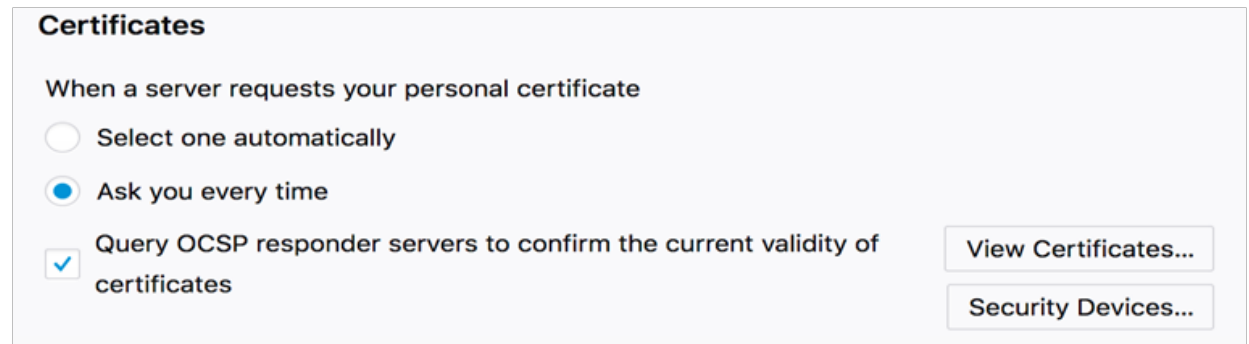 Certificates
When a server requests your personal certificate
Select one automatically
Ask you every time
Query OCSP responder servers to confirm the current validity of
certificates
View Certificates...
Security Devices...